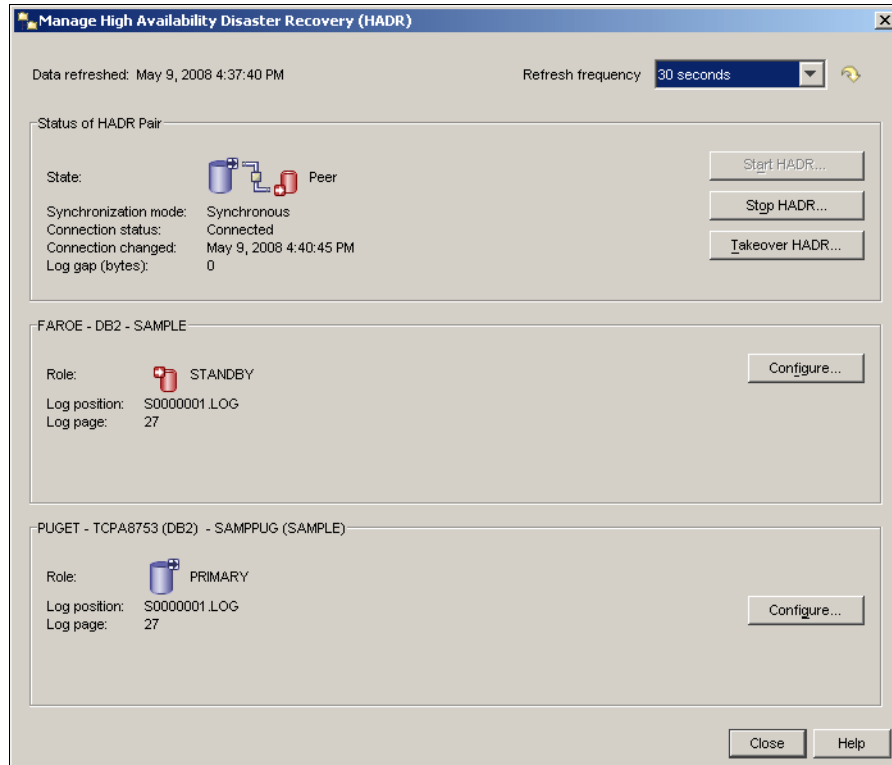 Manage High Availability Disaster Recovery (HADR)
Data refreshed: May 9, 2008 4:37:40 PM
Refresh frequency 30 seconds
Status of HADR Pair
State: Peer
Start HADR...
Synchronization mode: Synchronous
Stop HADR...
Connection status: Connected
Connection changed: May 9, 2008 4:40:45 PM
Takeover HADR...
Log gap (bytes): 0
FAROE - DB2 - SAMPLE
Role: STANDBY
Configure...
Log position: S0000001.LOG
Log page: 27
PUGET - TCPA8753 (DB2) - SAMPPUG (SAMPLE)
Role: PRIMARY
Log position: S0000001.LOG
Configure...
Log page: 27
Close Help